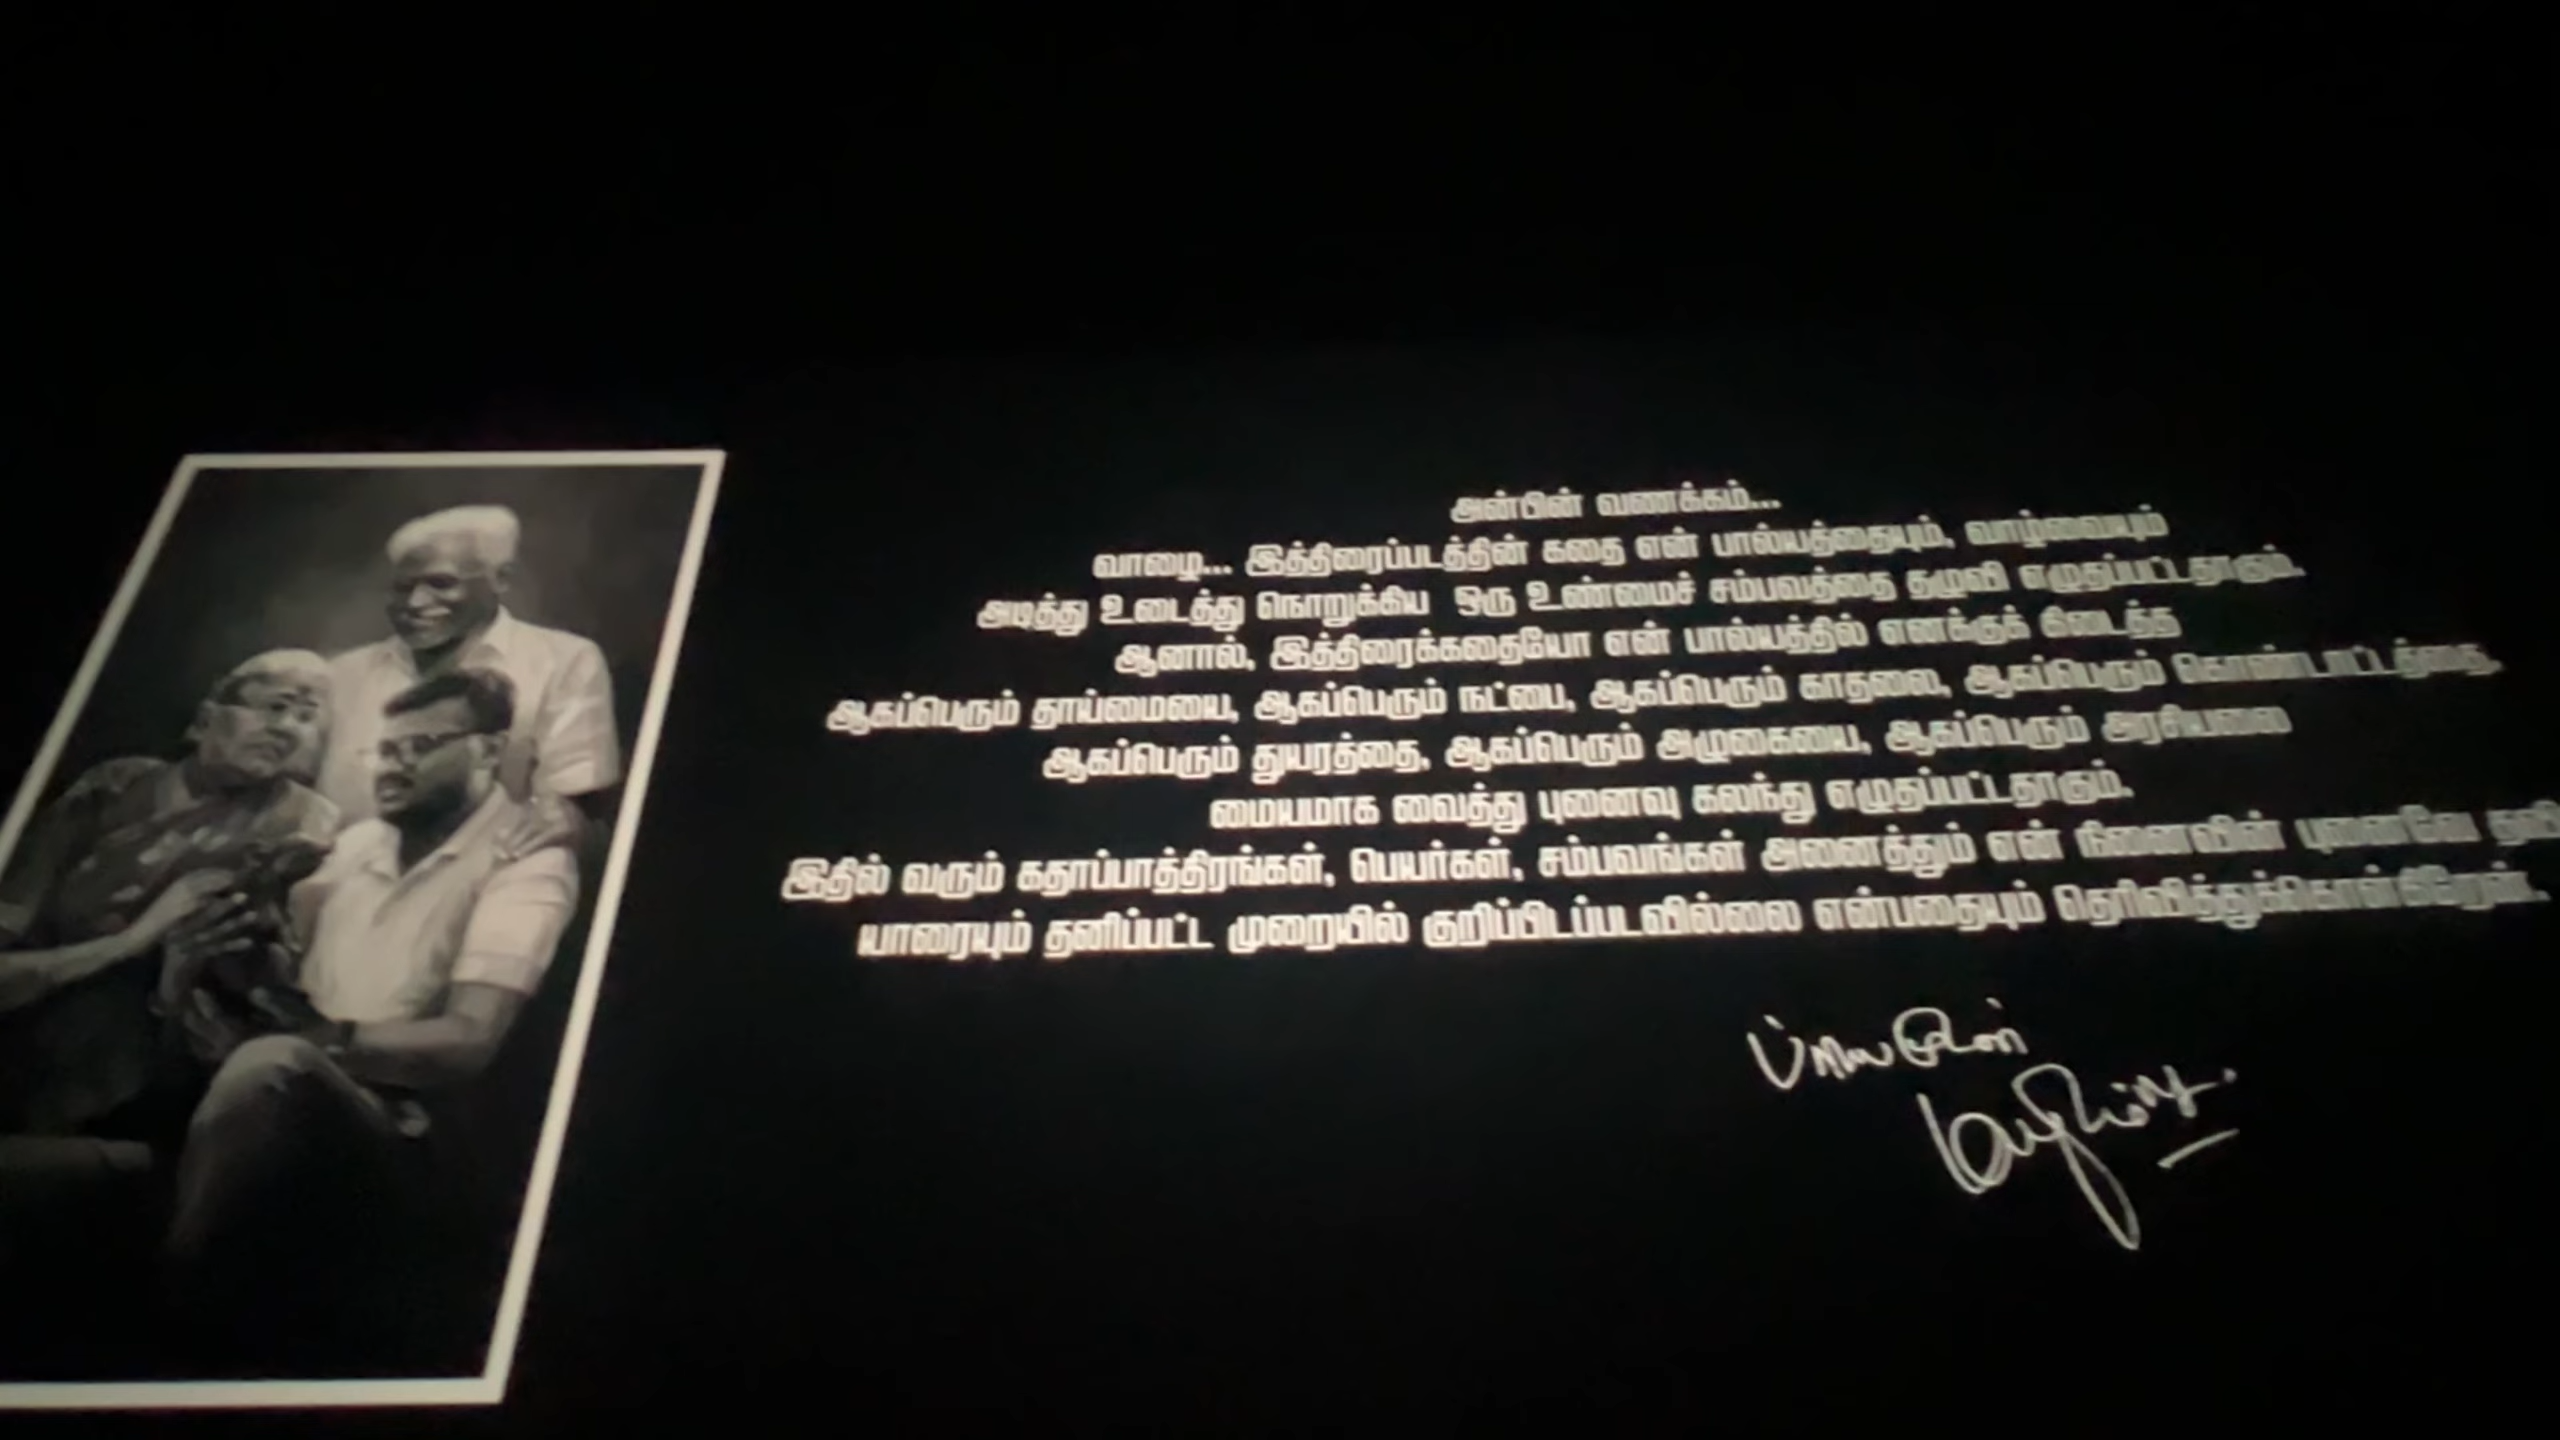 அன்பின் வணக்கம்...
வாழை... இத்திரைப்படத்தின் கதை என் பால்யத்தையும், வாழ்வையும்
அடித்து உடைத்து நொறுக்கிய ஒரு உண்மைச் சம்பவத்தை தழுவி எழுதப்பட்டதாகும்.
ஆனால், இத்திரைக்கதையோ என் பால்யத்தில் எனக்குக் கிடைத்த
ஆகப்பெரும் தாய்மையை, ஆகப்பெரும் நட்பை, ஆகப்பெரும் காதலை, ஆகப்பெரும் கொண்டாட்டத்தை,
ஆகப்பெரும் துயரத்தை, ஆகப்பெரும் அழுகையை, ஆகப்பெரும் அரசியலை
மையமாக வைத்து புனைவு கலந்து எழுதப்பட்டதாகும்.
இதில் வரும் கதாப்பாத்திரங்கள், பெயர்கள், சம்பவங்கள் அனைத்தும் என் நினைவின் புனைவே
யாரையும் தனிப்பட்ட முறையில் குறிப்பிடப்படவில்லை என்பதையும் தெரிவித்துக்கொள்கிறேன்.